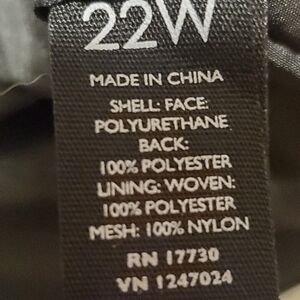 22W
MADE IN CHINA
SHELL: FACE:
POLYURETHANE
BACK:
100% POLYESTER
LINING: WOVEN:
100% POLYESTER
MESH: 100% NYLON
RN 17730
VN 1247024